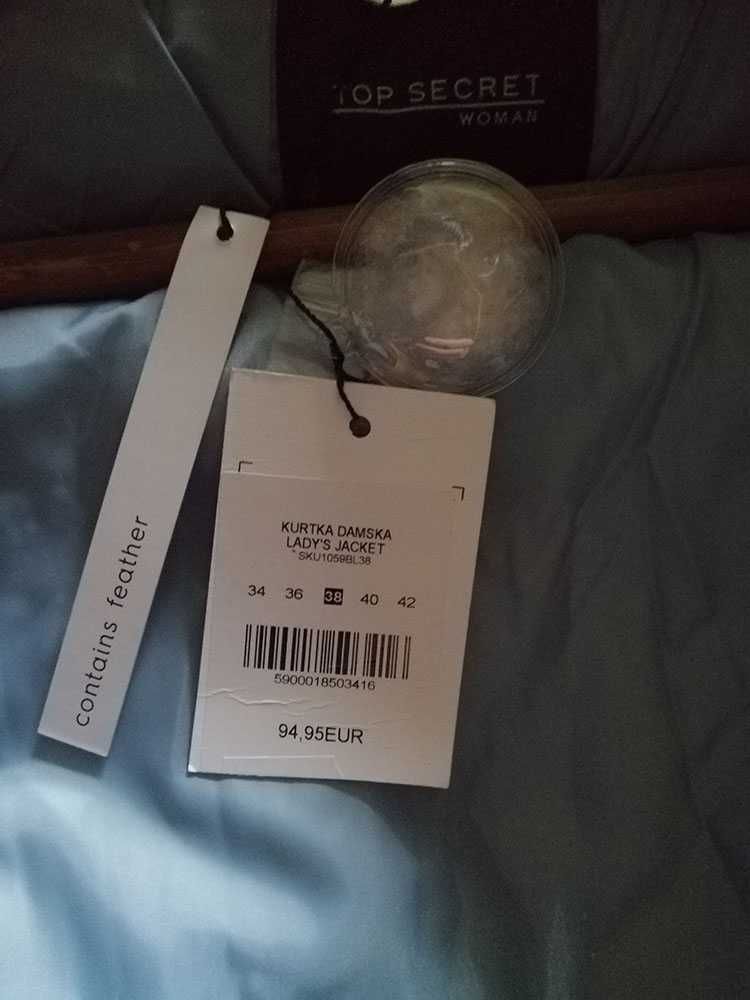 TOP SECRET
WOMAN
contains feather
KURTKA DAMSKA
LADY'S JACKET
SKU1059BL38
34 36 38 40 42
5900018503416
94,95EUR